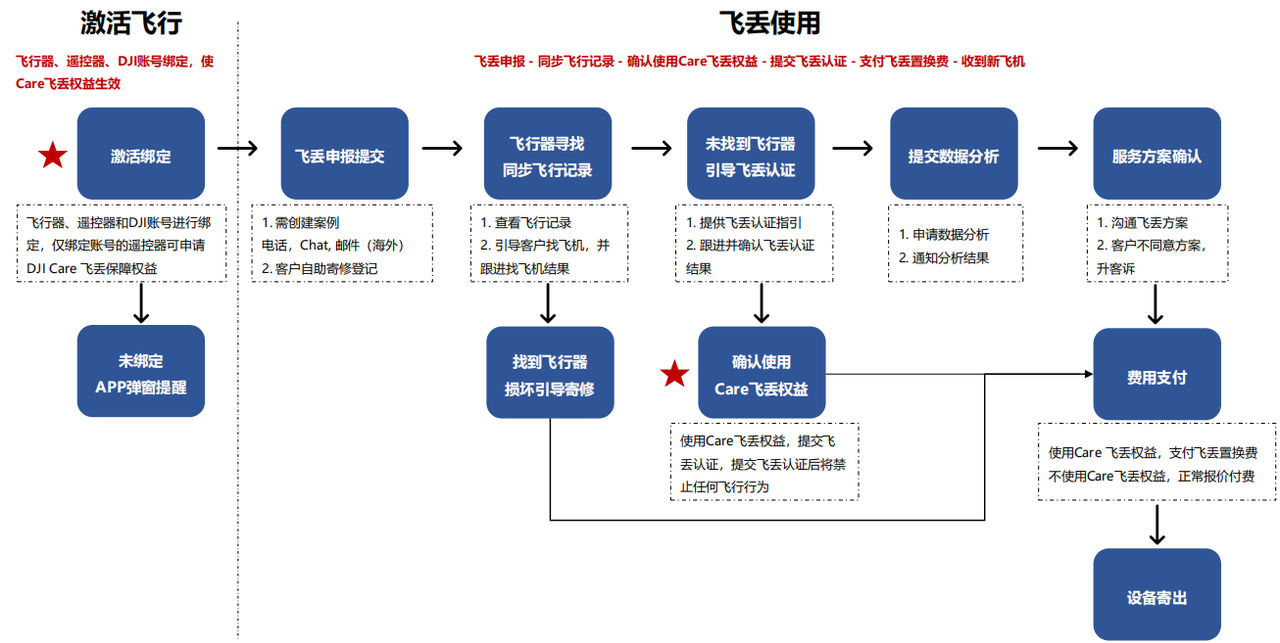 激活飞行
飞丢使用
飞行器、遥控器、DJI账号绑定，使
Care飞丢权益生效
飞丢申报 - 同步飞行记录 - 确认使用Care飞丢权益 - 提交飞丢认证 - 支付飞丢置换费 - 收到新飞机
激活绑定
飞丢申报提交
飞行器寻找
同步飞行记录
未找到飞行器
引导飞丢认证
提交数据分析
服务方案确认
飞行器、遥控器和DJI账号进行绑
定，仅绑定账号的遥控器可申请
DJI Care 飞丢保障权益
1. 需创建案例
电话，Chat, 邮件（海外）
2. 客户自助寄修登记
1. 查看飞行记录
2. 引导客户找飞机，并
跟进找飞机结果
1. 提供飞丢认证指引
2. 跟进并确认飞丢认证
结果
1. 申请数据分析
2. 通知分析结果
1. 沟通飞丢方案
2. 客户不同意方案，
升客诉
未绑定
APP弹窗提醒
找到飞行器
损坏引导寄修
确认使用
Care飞丢权益
费用支付
使用Care飞丢权益，提交飞
丢认证，提交飞丢认证后将禁
止任何飞行行为
使用Care 飞丢权益，支付飞丢置换费
不使用Care飞丢权益，正常报价付费
设备寄出